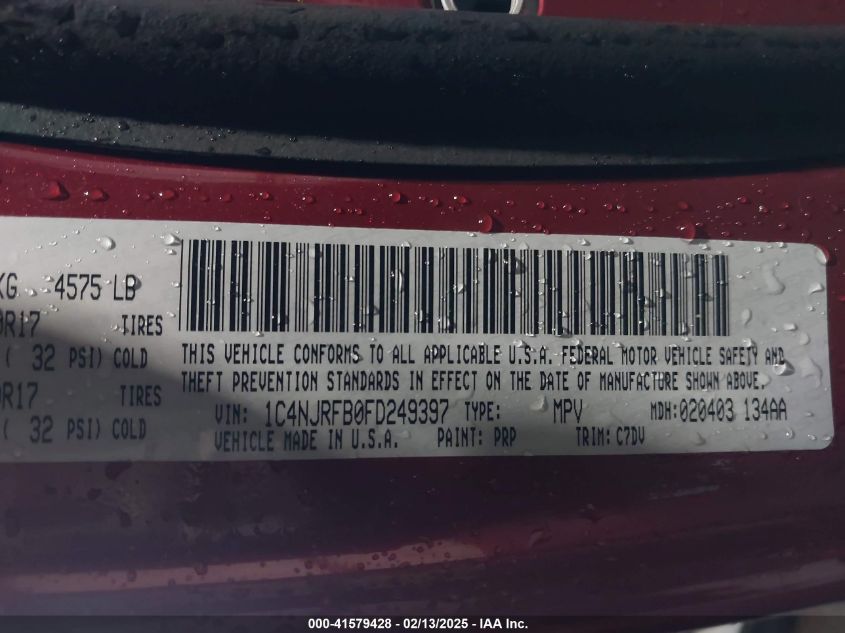 KG 4575 LB
0R17 TIRES
( 32 PSI) COLD
0R17 TIRES
( 32 PSI) COLD
THIS VEHICLE CONFORMS TO ALL APPLICABLE U.S.A. FEDERAL MOTOR VEHICLE SAFETY AND
THEFT PREVENTION STANDARDS IN EFFECT ON THE DATE OF MANUFACTURE SHOWN ABOVE.
VIN: 1C4NJRFB0FD249397 TYPE: MPV MDH:020403 134AA
VEHICLE MADE IN U.S.A. PAINT: PRP TRIM: C7DV
000-41579428 - 02/13/2025 - IAA Inc.